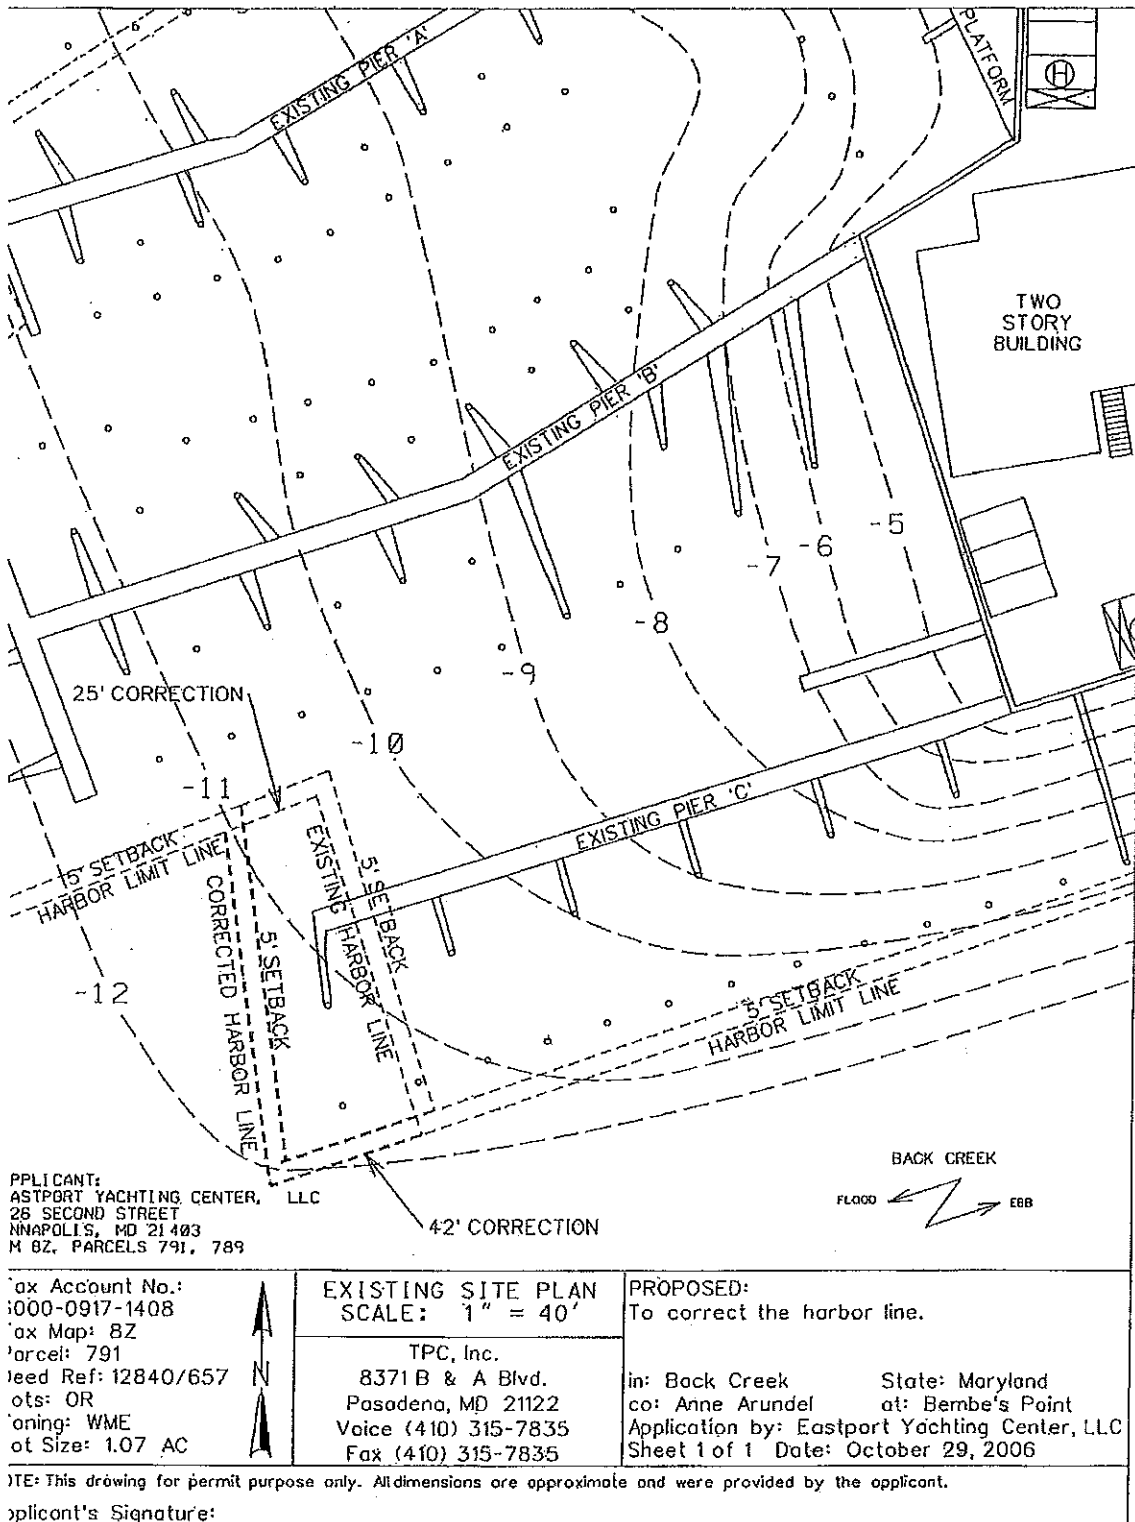 EXISTING PIER 'A'
PLATFORM
H
TWO
STORY
BUILDING
EXISTING PIER 'B'
-5
-6
-7
-8
-9
25' CORRECTION
-10
-11
EXISTING PIER 'C'
5' SETBACK
HARBOR LIMIT LINE
CORRECTED HARBOR LINE
5' SETBACK
EXISTING HARBOR LINE
5' SETBACK
-12
5' SETBACK
HARBOR LIMIT LINE
BACK CREEK
FLOOD
EBB
42' CORRECTION
PPLICANT:
ASTPORT YACHTING CENTER, LLC
26 SECOND STREET
NNAPOLIS, MD 21403
M 8Z, PARCELS 791, 789
ax Account No.:
000-0917-1408
ax Map: 8Z
arcel: 791
eed Ref: 12840/657
ots: OR
oning: WME
ot Size: 1.07 AC
N
EXISTING SITE PLAN
SCALE: 1" = 40'
TPC, Inc.
8371 B & A Blvd.
Pasadena, MD 21122
Voice (410) 315-7835
Fax (410) 315-7835
PROPOSED:
To correct the harbor line.
in: Back Creek State: Maryland
co: Anne Arundel at: Bembe's Point
Application by: Eastport Yachting Center, LLC
Sheet 1 of 1 Date: October 29, 2006
OTE: This drawing for permit purpose only. All dimensions are approximate and were provided by the applicant.
pplicant's Signature: